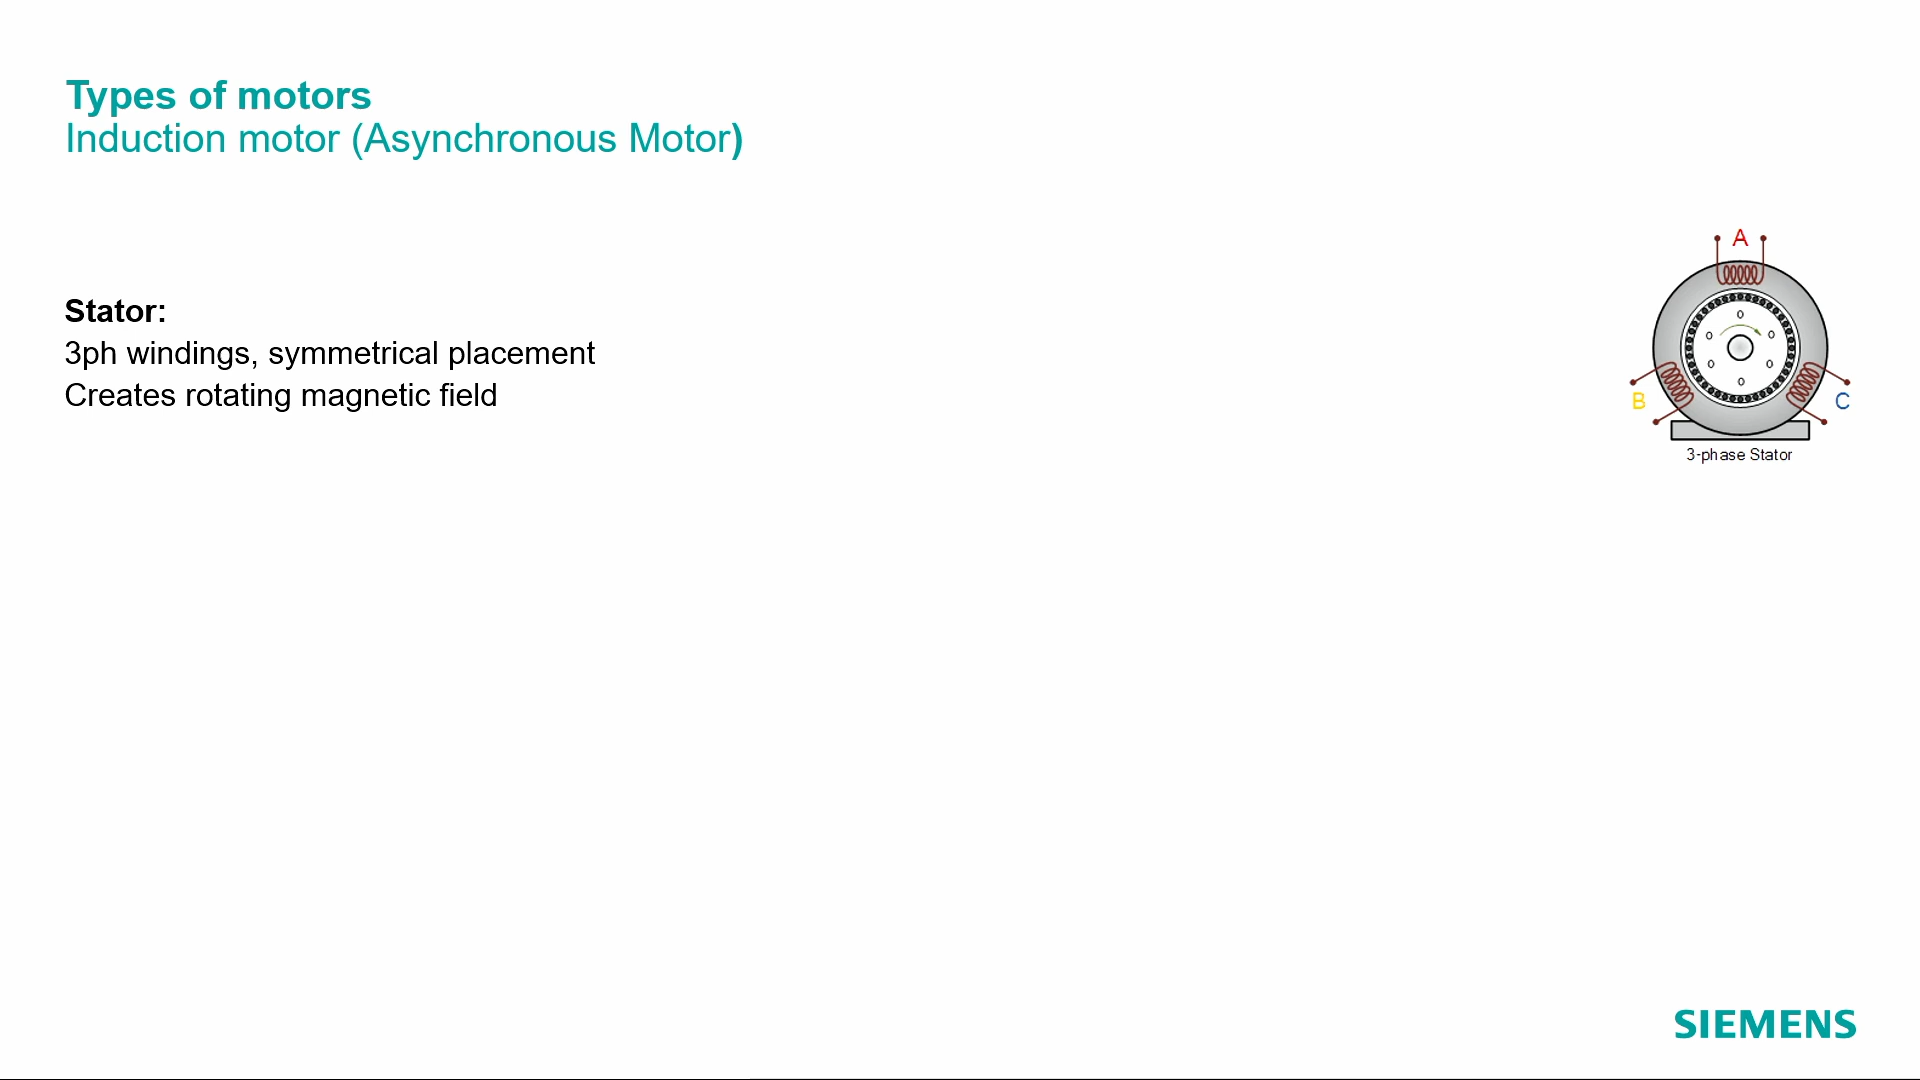 Types of motors
Induction motor (Asynchronous Motor)
A
Stator:
3ph windings, symmetrical placement
Creates rotating magnetic field
B
C
3-phase Stator
SIEMENS